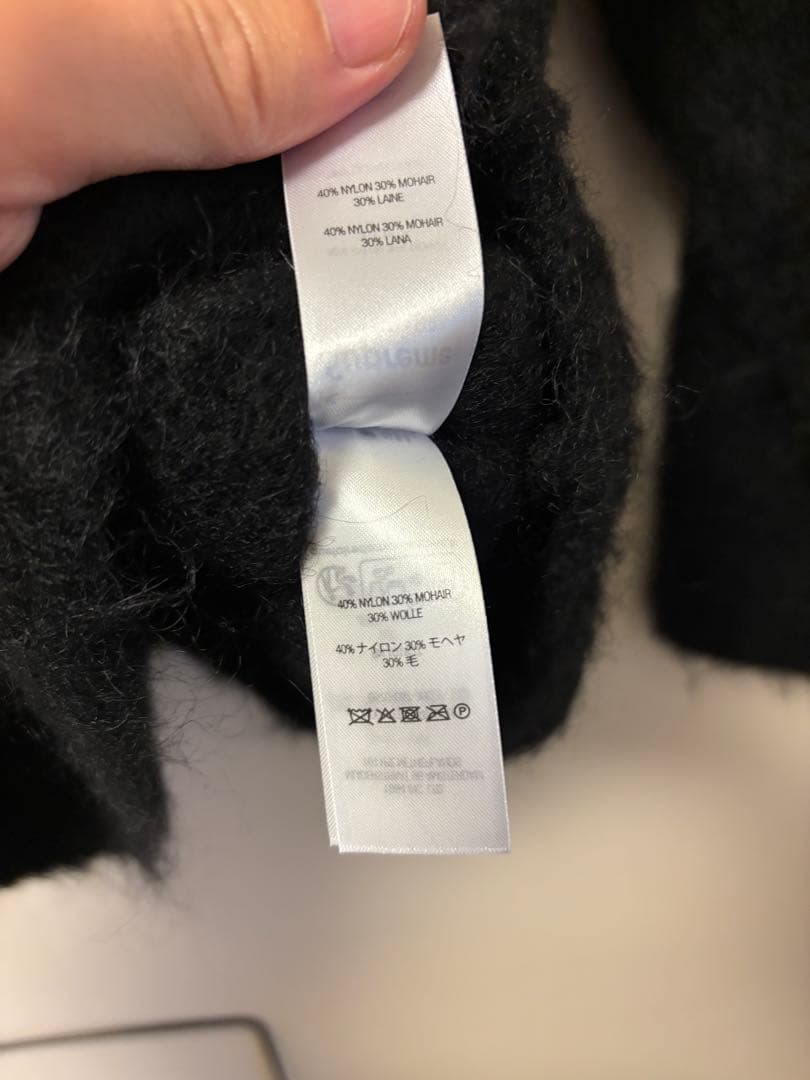 40% NYLON 30% MOHAIR
30% LAINE
40% NYLON 30% MOHAIR
30% LANA
Supreme
40% NYLON 30% MOHAIR
30% WOLLE
40% ナイロン 30% モヘヤ
30% 毛
P